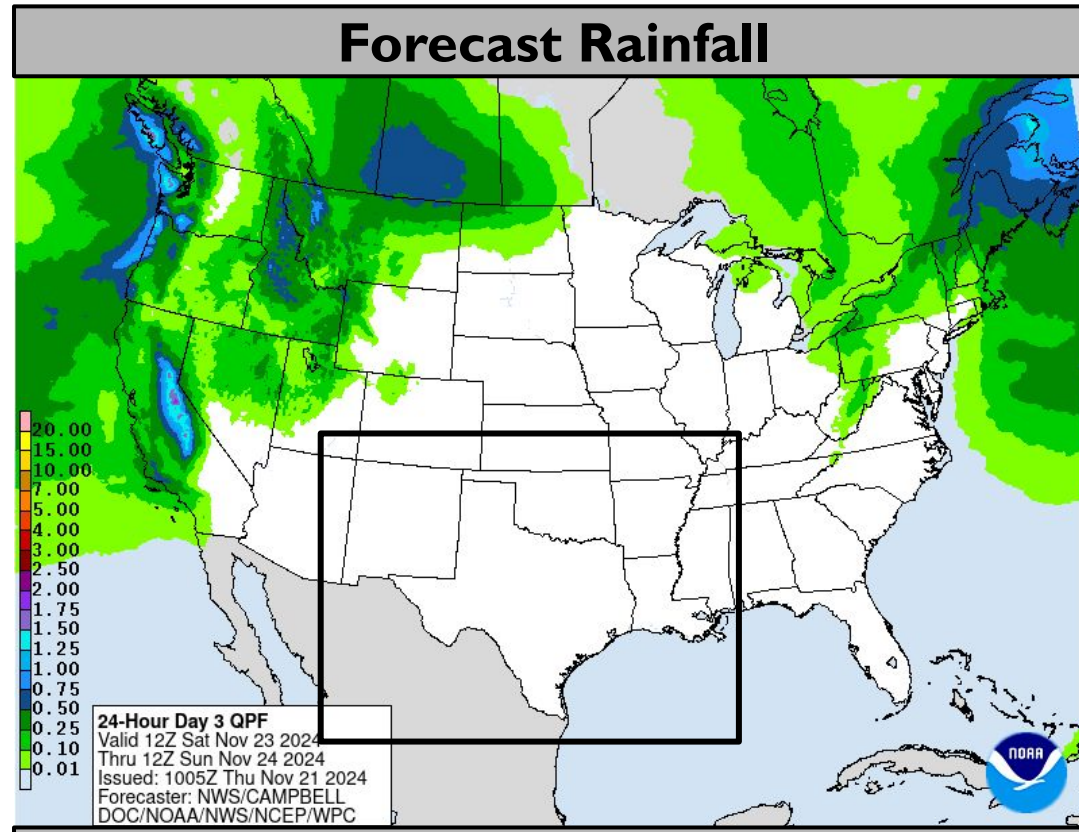 Forecast Rainfall
20.00
15.00
10.00
7.00
5.00
4.00
3.00
2.50
2.00
1.75
1.50
1.25
1.00
0.75
0.50
0.25
0.10
0.01
24-Hour Day 3 QPF
Valid 12Z Sat Nov 23 2024
Thru 12Z Sun Nov 24 2024
Issued: 1005Z Thu Nov 21 2024
Forecaster: NWS/CAMPBELL
DOC/NOAA/NWS/NCEP/WPC
NOAA